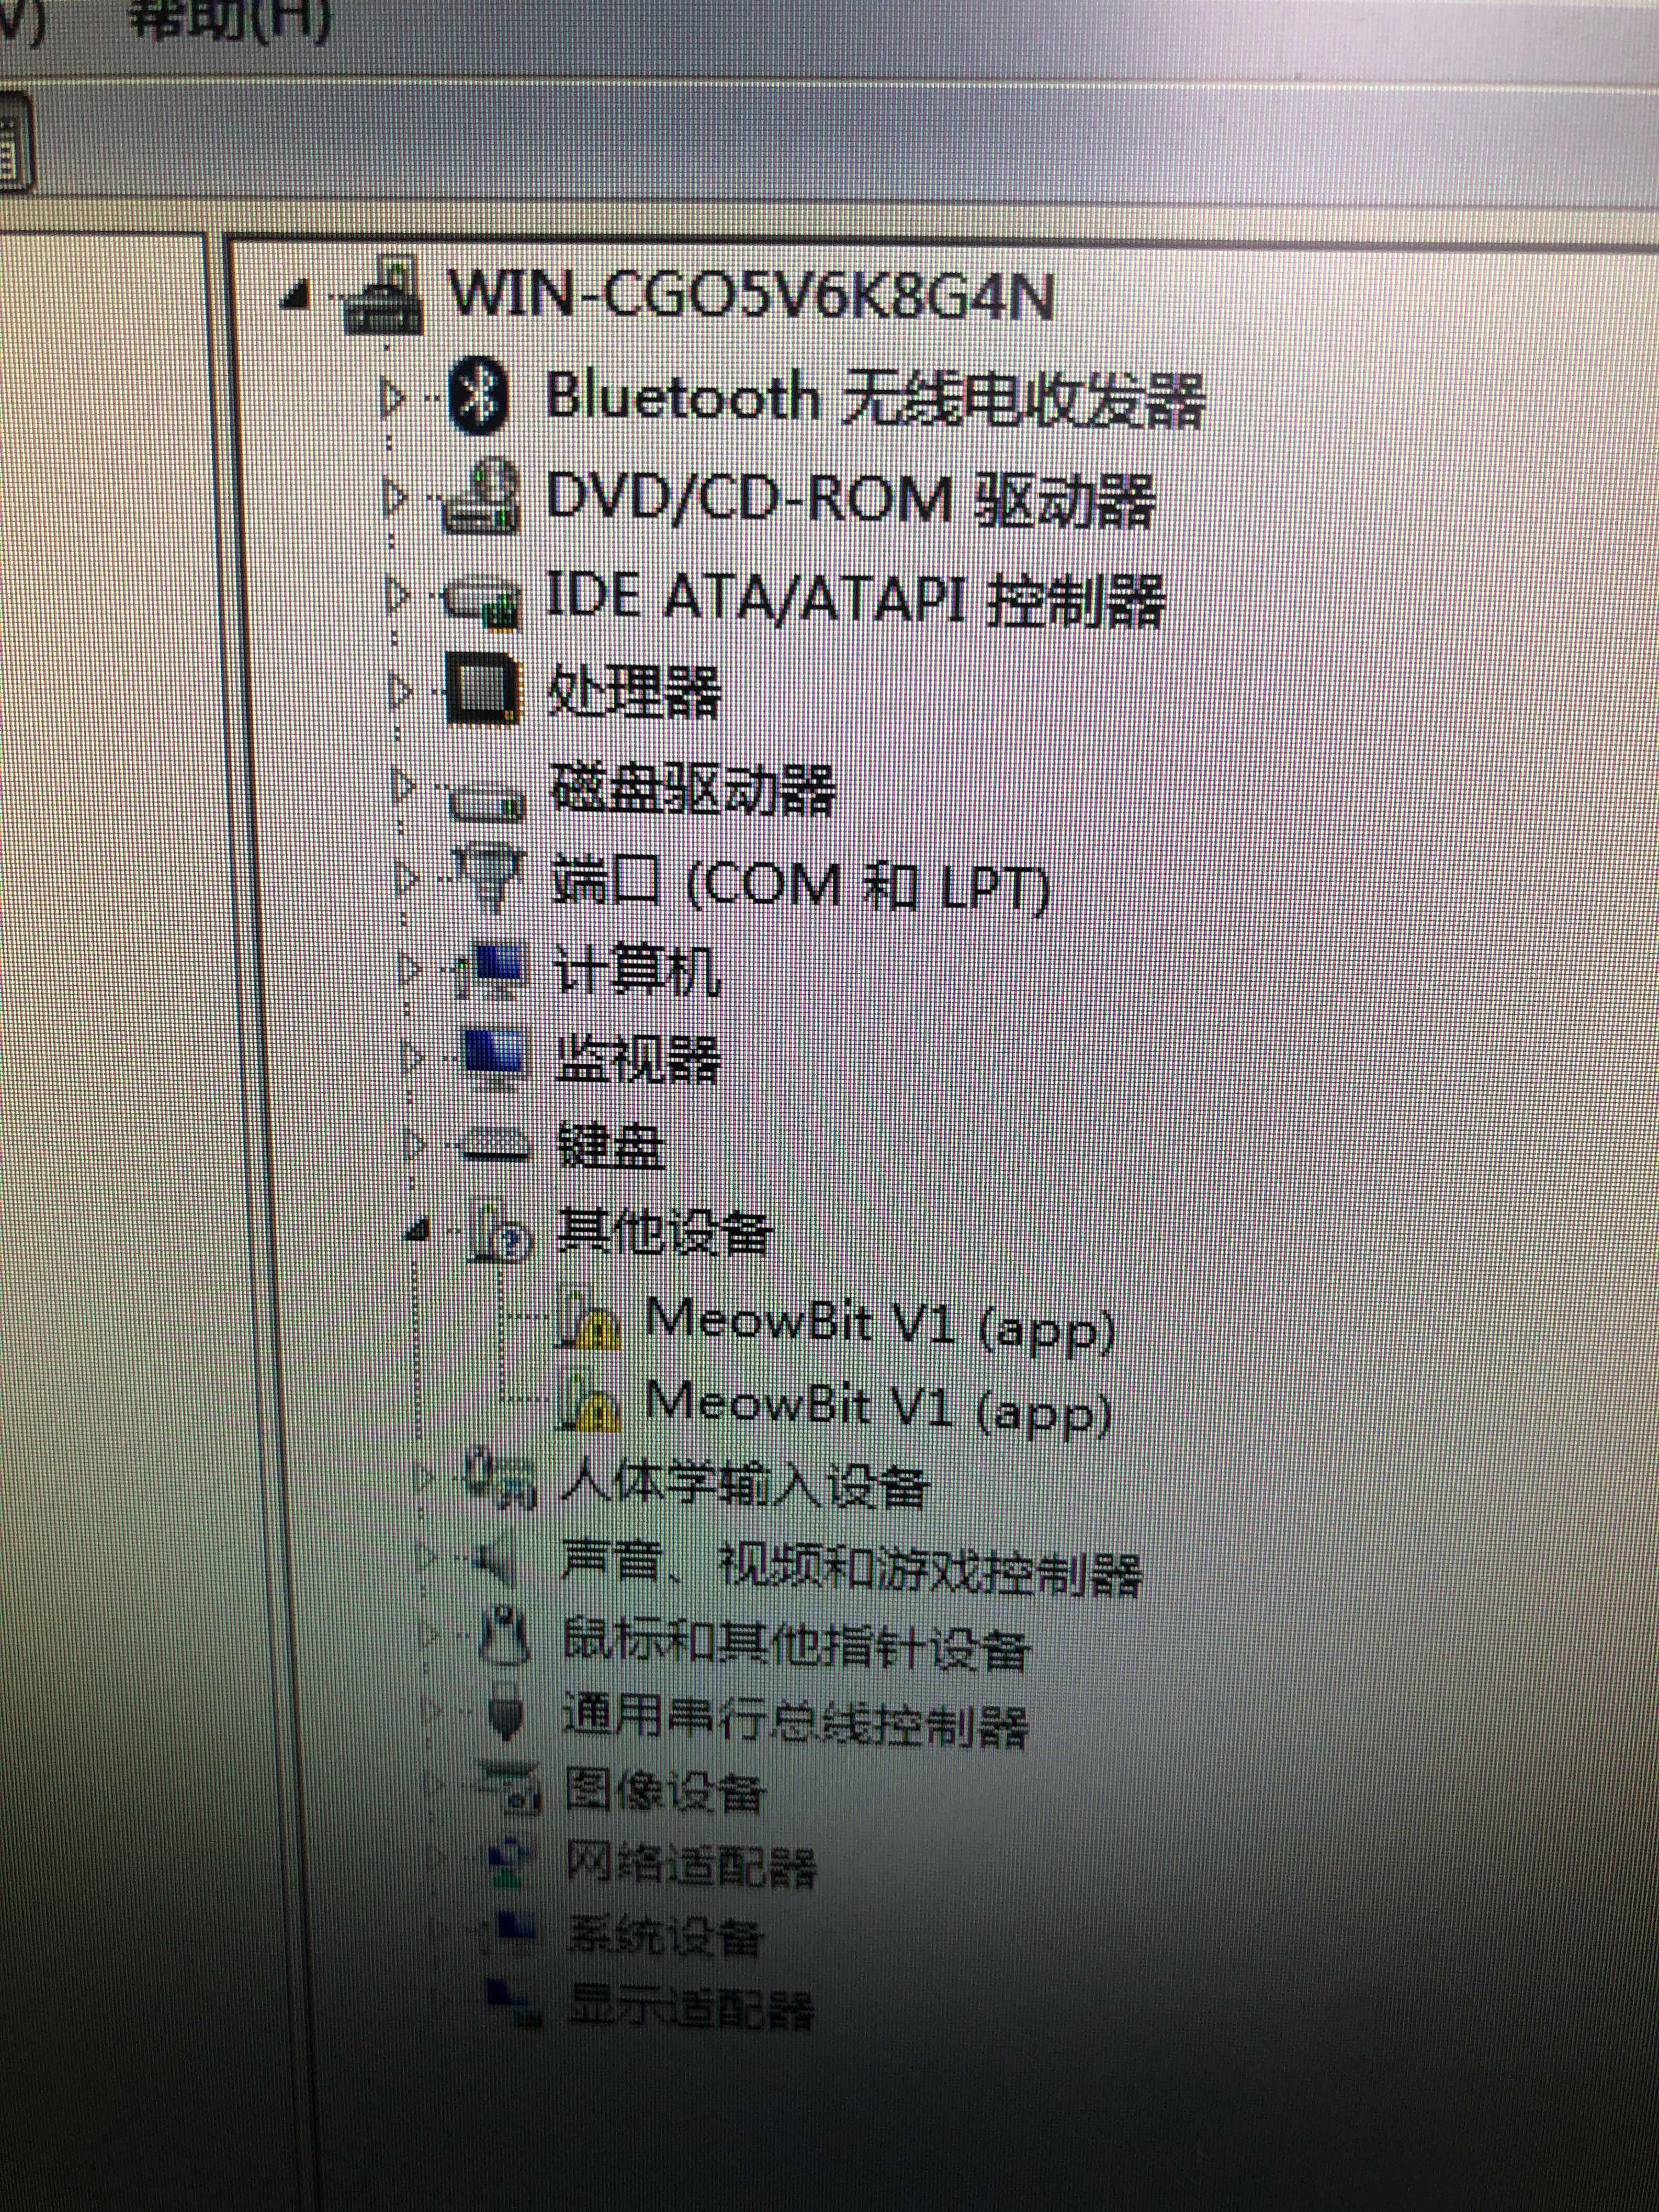 V) 帮助(H)
WIN-CGO5V6K8G4N
Bluetooth 无线电收发器
DVD/CD-ROM 驱动器
IDE ATA/ATAPI 控制器
处理器
磁盘驱动器
端口 (COM 和 LPT)
计算机
监视器
键盘
其他设备
MeowBit V1 (app)
MeowBit V1 (app)
人体学输入设备
声音、视频和游戏控制器
鼠标和其他指针设备
通用串行总线控制器
图像设备
网络适配器
系统设备
显示适配器